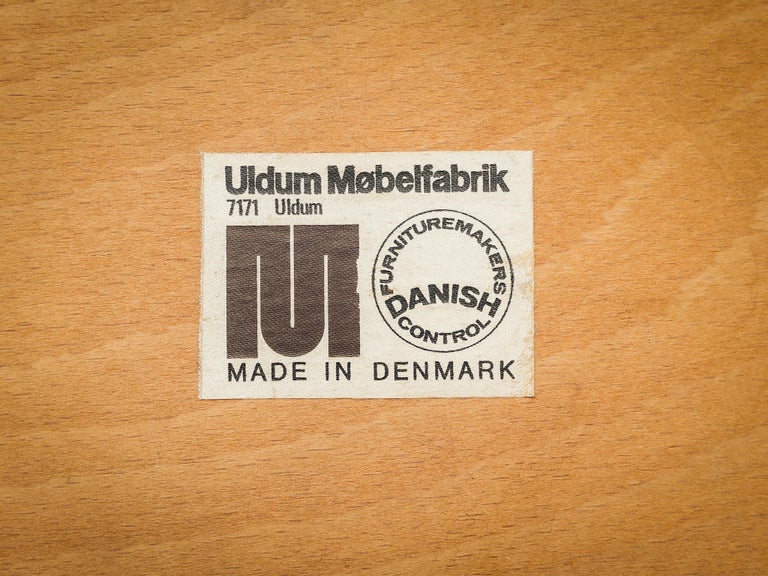 Uldum Møbelfabrik
7171 Uldum
FURNITUREMAKERS
DANISH
CONTROL
MADE IN DENMARK